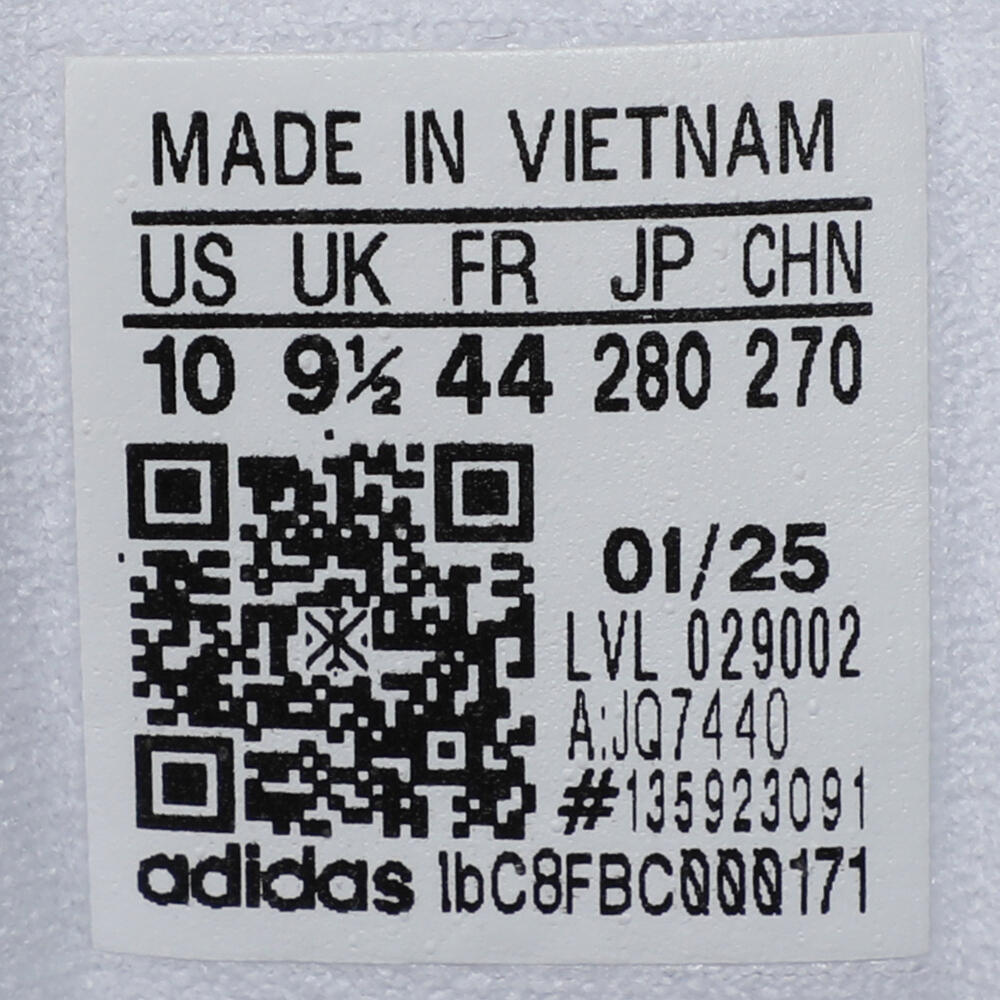 MADE IN VIETNAM
US UK FR JP CHN
10 9½ 44 280 270
01/25
LVL 029002
A:JQ7440
#135923091
adidas lbC8FBC000171